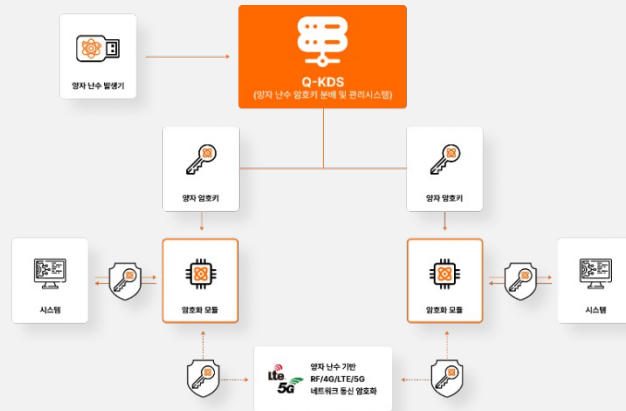 양자 난수 발생기
Q-KDS
(양자 난수 암호키 분배 및 관리시스템)
양자 암호키
양자 암호키
시스템
암호화 모듈
암호화 모듈
시스템
Lte
5G
양자 난수 기반
RF/4G/LTE/5G
네트워크 통신 암호화